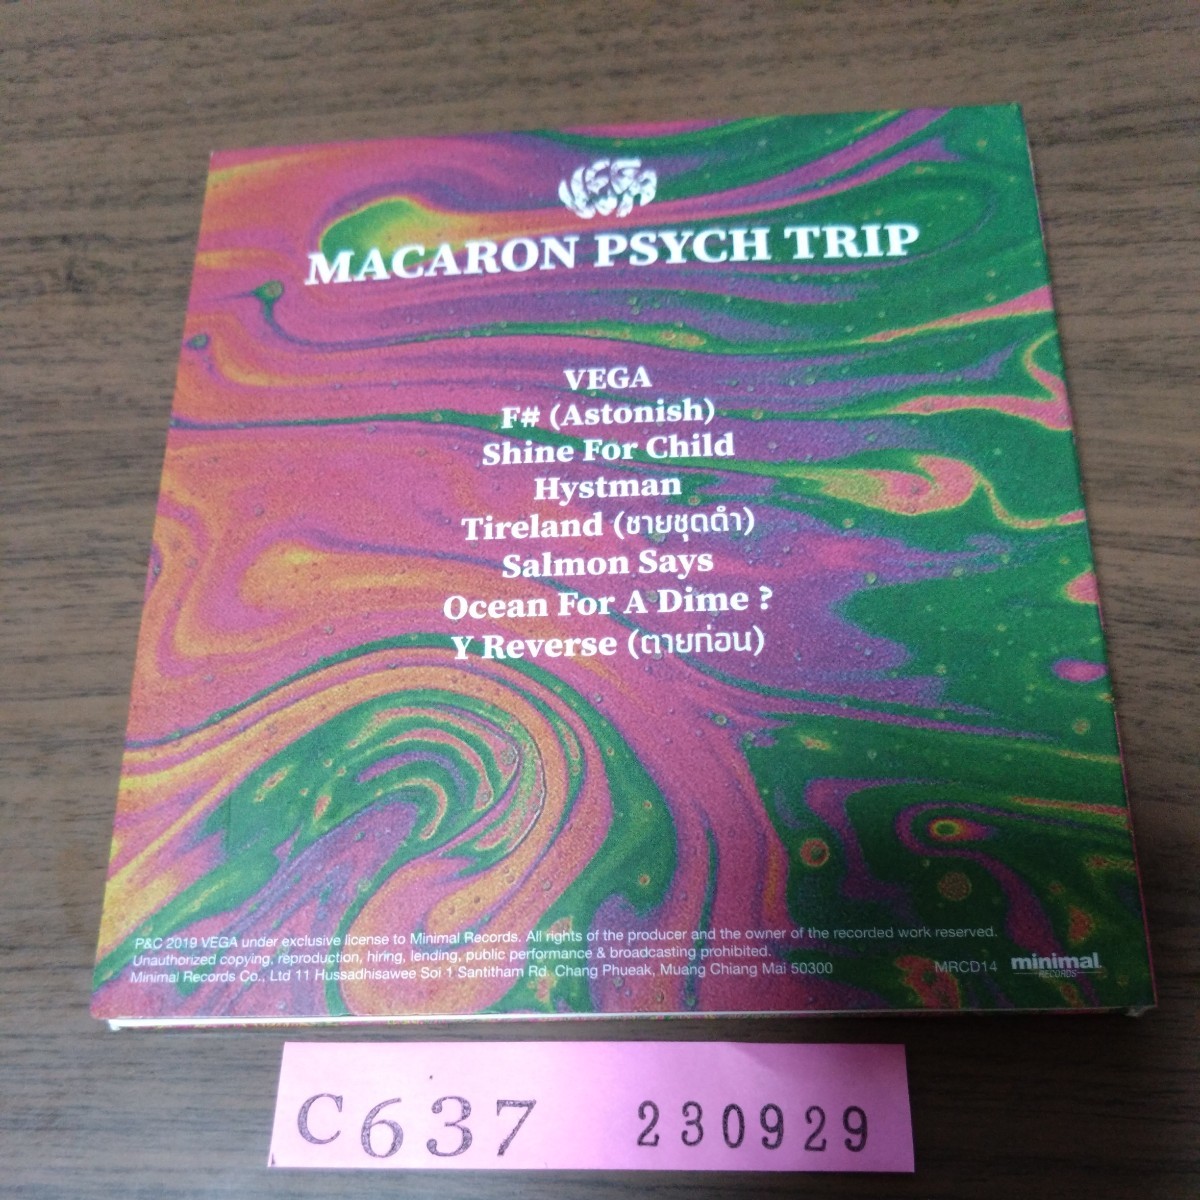 VEGA
MACARON PSYCH TRIP
VEGA
F# (Astonish)
Shine For Child
Hystman
Tireland (ชายชุดดำ)
Salmon Says
Ocean For A Dime ?
Y Reverse (ตายก่อน)
P&C 2019 VEGA under exclusive license to Minimal Records. All rights of the producer and the owner of the recorded work reserved.
Unauthorized copying, reproduction, hiring, lending, public performance & broadcasting prohibited.
Minimal Records Co., Ltd 11 Hussadhisawee Soi 1 Santitham Rd. Chang Phueak, Muang Chiang Mai 50300
MRCD14
minimal
RECORDS
C637 230929